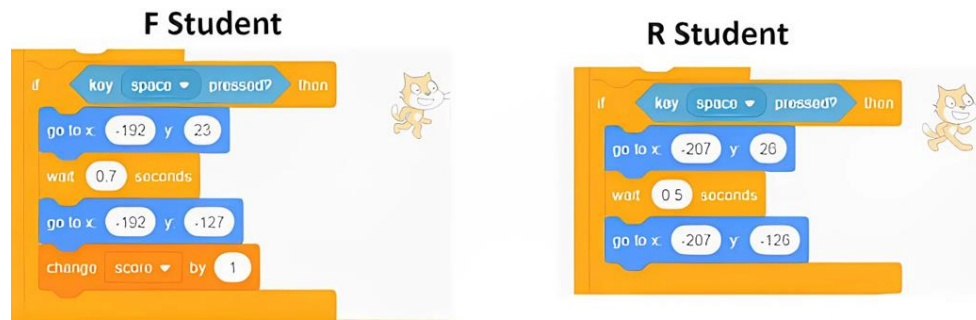 F Student
if key space pressed? then
go to x: -192 y: 23
wait 0.7 seconds
go to x: -192 y: -127
change score by 1
R Student
if key space pressed? then
go to x: -207 y: 26
wait 0 5 seconds
go to x: -207 y: -126